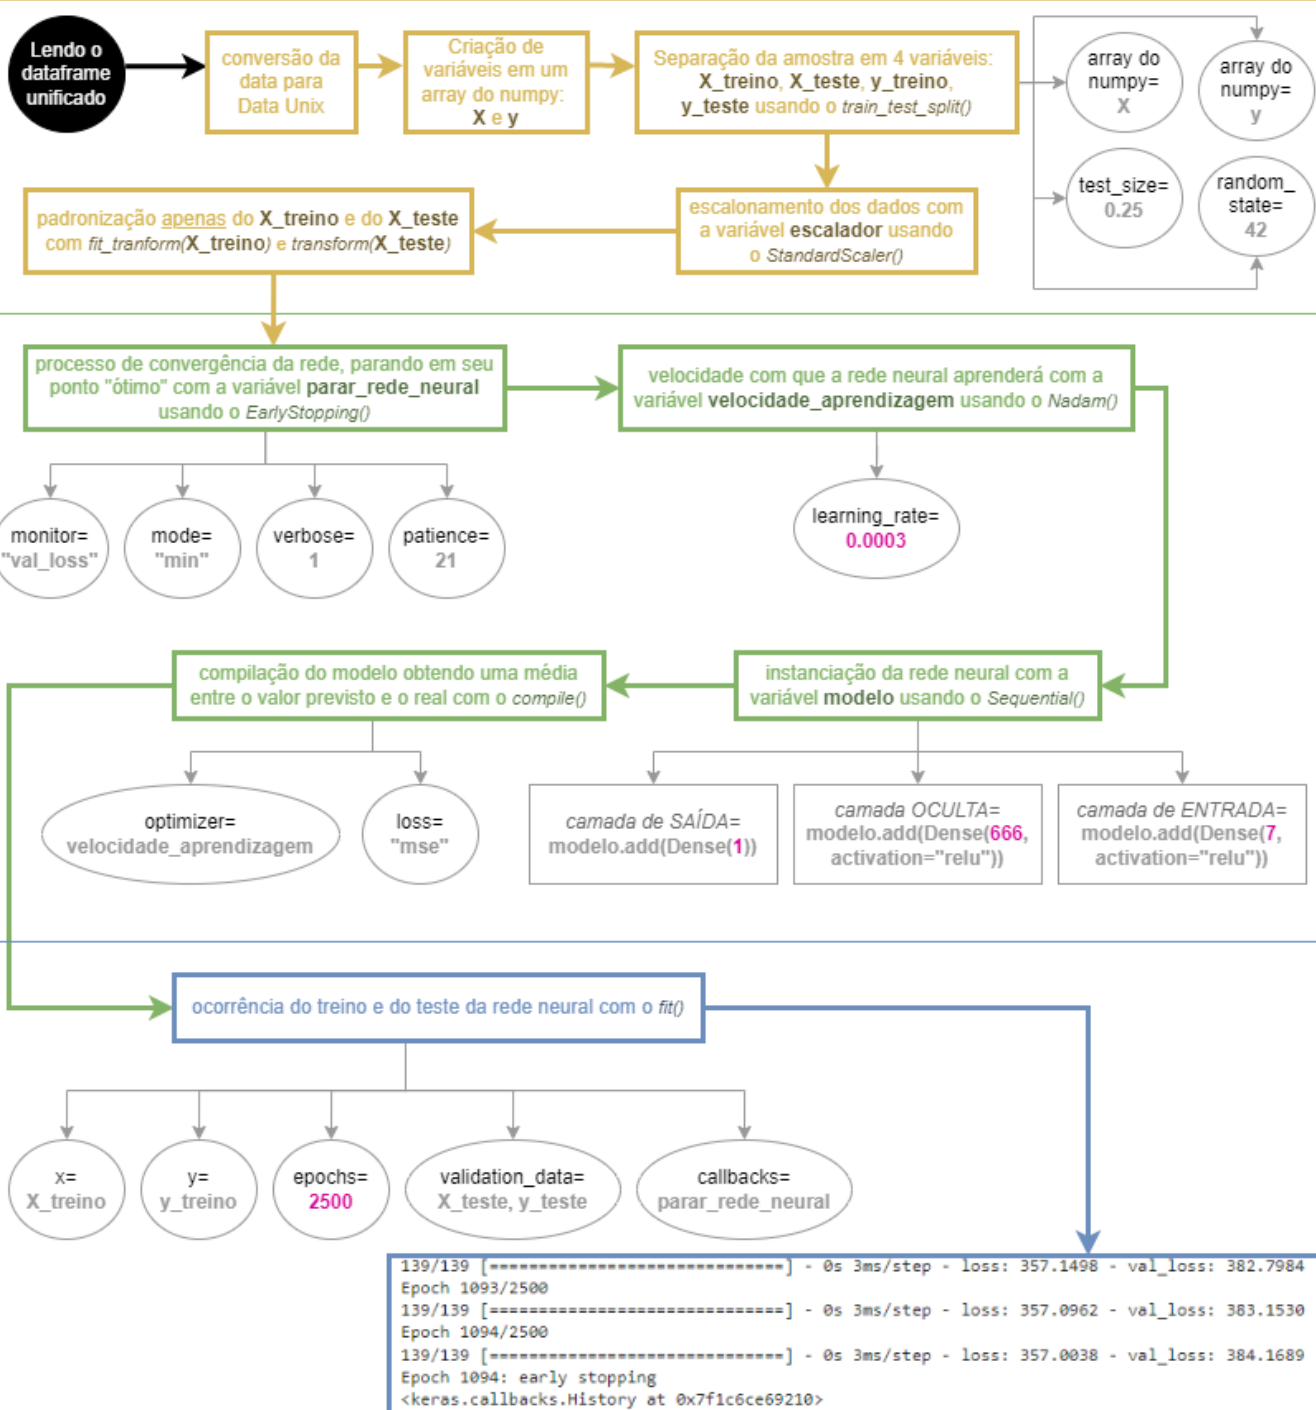 Lendo o
dataframe
unificado
conversão da
data para
Data Unix
Criação de
variáveis em um
array do numpy:
X e y
Separação da amostra em 4 variáveis:
X_treino, X_teste, y_treino,
y_teste usando o train_test_split()
array do
numpy=
X
array do
numpy=
y
test_size=
0.25
random_
state=
42
escalonamento dos dados com
a variável escalador usando
o StandardScaler()
padronização apenas do X_treino e do X_teste
com fit_tranform(X_treino) e transform(X_teste)
processo de convergência da rede, parando em seu
ponto "ótimo" com a variável parar_rede_neural
usando o EarlyStopping()
velocidade com que a rede neural aprenderá com a
variável velocidade_aprendizagem usando o Nadam()
monitor=
"val_loss"
mode=
"min"
verbose=
1
patience=
21
learning_rate=
0.0003
compilação do modelo obtendo uma média
entre o valor previsto e o real com o compile()
instanciação da rede neural com a
variável modelo usando o Sequential()
optimizer=
velocidade_aprendizagem
loss=
"mse"
camada de SAÍDA=
modelo.add(Dense(1))
camada OCULTA=
modelo.add(Dense(666,
activation="relu"))
camada de ENTRADA=
modelo.add(Dense(7,
activation="relu"))
ocorrência do treino e do teste da rede neural com o fit()
x=
X_treino
y=
y_treino
epochs=
2500
validation_data=
X_teste, y_teste
callbacks=
parar_rede_neural
139/139 [==============================] - 0s 3ms/step - loss: 357.1498 - val_loss: 382.7984
Epoch 1093/2500
139/139 [==============================] - 0s 3ms/step - loss: 357.0962 - val_loss: 383.1530
Epoch 1094/2500
139/139 [==============================] - 0s 3ms/step - loss: 357.0038 - val_loss: 384.1689
Epoch 1094: early stopping
<keras.callbacks.History at 0x7f1c6ce69210>